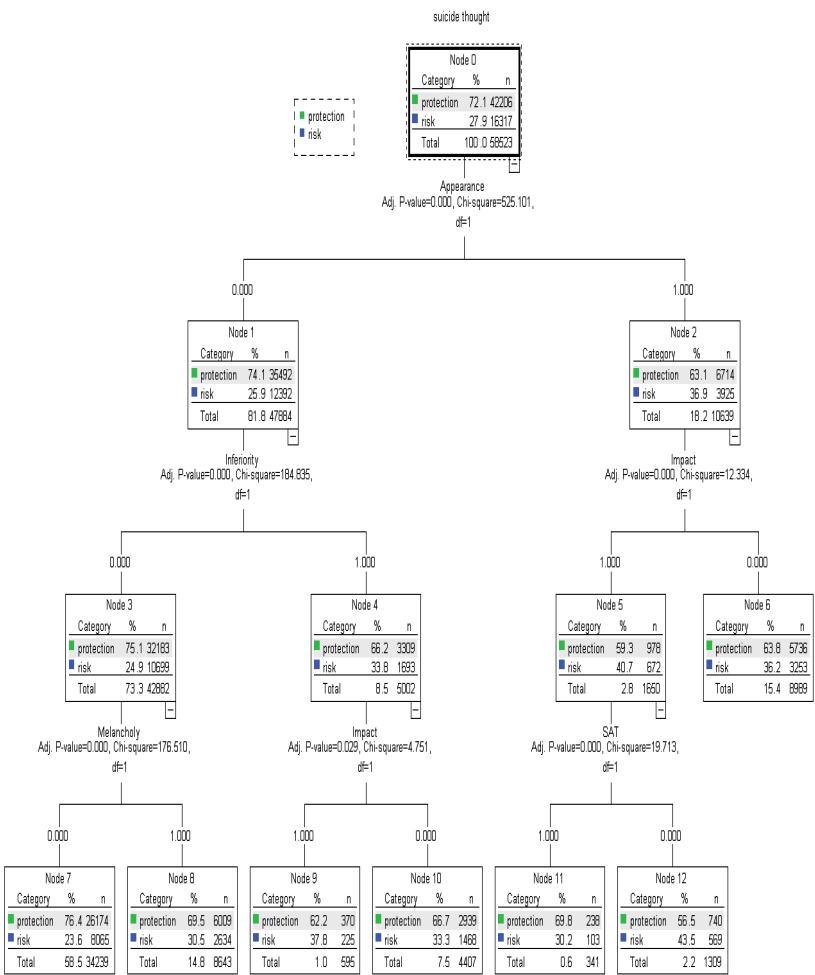 suicide thought
protection
risk
Node 0
Category % n
protection 72.1 42206
risk 27.9 16317
Total 100.0 58523
Appearance
Adj. P-value=0.000, Chi-square=525.101,
df=1
0.000
1.000
Node 1
Category % n
protection 74.1 35492
risk 25.9 12392
Total 81.8 47884
Node 2
Category % n
protection 63.1 6714
risk 36.9 3925
Total 18.2 10639
Inferiority
Adj. P-value=0.000, Chi-square=184.835,
df=1
Impact
Adj. P-value=0.000, Chi-square=12.334,
df=1
0.000
1.000
1.000
0.000
Node 3
Category % n
protection 75.1 32183
risk 24.9 10699
Total 73.3 42882
Node 4
Category % n
protection 66.2 3309
risk 33.8 1693
Total 8.5 5002
Node 5
Category % n
protection 59.3 978
risk 40.7 672
Total 2.8 1650
Node 6
Category % n
protection 63.8 5736
risk 36.2 3253
Total 15.4 8989
Melancholy
Adj. P-value=0.000, Chi-square=176.510,
df=1
Impact
Adj. P-value=0.029, Chi-square=4.751,
df=1
SAT
Adj. P-value=0.000, Chi-square=19.713,
df=1
0.000
1.000
1.000
0.000
1.000
0.000
Node 7
Category % n
protection 76.4 26174
risk 23.6 8065
Total 58.5 34239
Node 8
Category % n
protection 69.5 6009
risk 30.5 2634
Total 14.8 8643
Node 9
Category % n
protection 62.2 370
risk 37.8 225
Total 1.0 595
Node 10
Category % n
protection 66.7 2939
risk 33.3 1468
Total 7.5 4407
Node 11
Category % n
protection 69.8 238
risk 30.2 103
Total 0.6 341
Node 12
Category % n
protection 56.5 740
risk 43.5 569
Total 2.2 1309